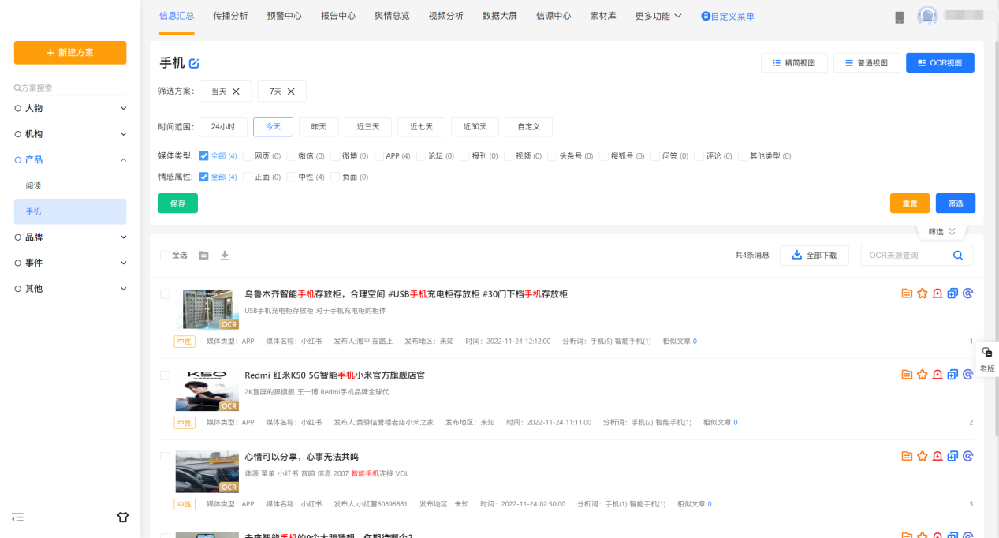 信息汇总 传播分析 预警中心 报告中心 舆情总览 视频分析 数据大屏 信源中心 素材库 更多功能 自定义菜单
+ 新建方案
方案搜索
人物
机构
产品
阅读
手机
品牌
事件
其他
手机
精简视图 普通视图 OCR视图
筛选方案: 当天 7天
时间范围: 24小时 今天 昨天 近三天 近七天 近30天 自定义
媒体类型: 全部 (4) 网页 (0) 微信 (0) 微博 (0) APP (4) 论坛 (0) 报刊 (0) 视频 (0) 头条号 (0) 搜狐号 (0) 问答 (0) 评论 (0) 其他类型 (0)
情感属性: 全部 (4) 正面 (0) 中性 (4) 负面 (0)
保存 重置 筛选
筛选
全选 共4条消息 全部下载 OCR来源查询
乌鲁木齐智能手机存放柜，合理空间 #USB手机充电柜存放柜 #30门下档手机存放柜
USB手机充电柜存放柜 对于手机充电柜的柜体
OCR
中性 媒体类型：APP 媒体名称：小红书 发布人:湘平.在路上 发布地区：未知 时间：2022-11-24 12:12:00 分析词：手机(5) 智能手机(1) 相似文章 0 1
老版
K50
Redmi 红米K50 5G智能手机小米官方旗舰店官
2K直屏的狠旗舰 王一博 Redmi手机品牌全球代
OCR
中性 媒体类型：APP 媒体名称：小红书 发布人:黄骅信誉楼老店小米之家 发布地区：未知 时间：2022-11-24 11:11:00 分析词：手机(2) 智能手机(1) 相似文章 0 2
心情可以分享，心事无法共鸣
体源 菜单 小红书 音响 信息 2007 智能手机连接 VOL
OCR
中性 媒体类型：APP 媒体名称：小红书 发布人:小红薯60896881 发布地区：未知 时间：2022-11-24 02:50:00 分析词：手机(1) 智能手机(1) 相似文章 0 3
未来智能手机的9个大胆猜想，你期待哪个?